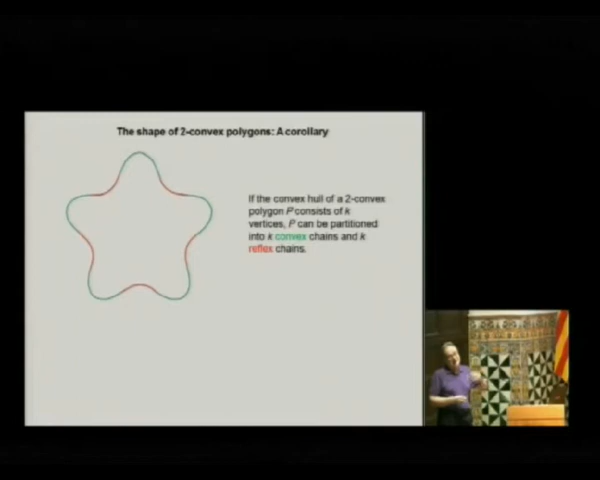 The shape of 2-convex polygons: A corollary
If the convex hull of a 2-convex
polygon P consists of k
vertices, P can be partitioned
into k convex chains and k
reflex chains.